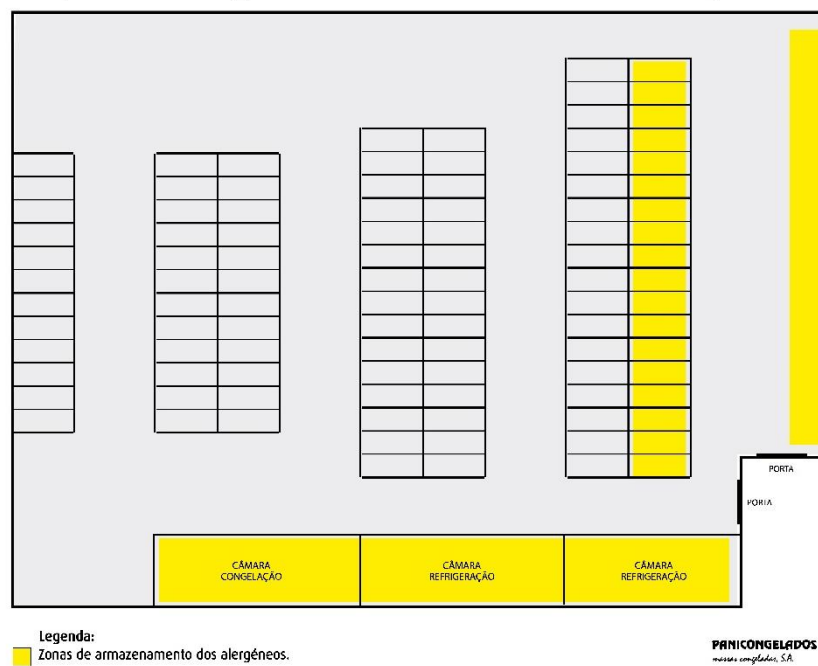 PORTA
PORTA
CÂMARA
CONGELAÇÃO
CÂMARA
REFRIGERAÇÃO
CÂMARA
REFRIGERAÇÃO
Legenda:
Zonas de armazenamento dos alergéneos.
PANICONGELADOS
massas congeladas, S.A.